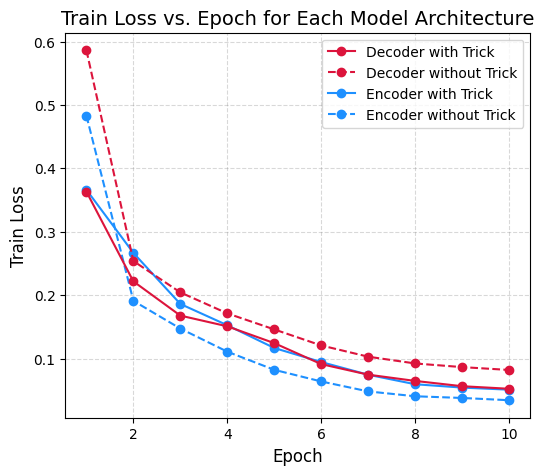 Train Loss vs. Epoch for Each Model Architecture
Decoder with Trick
Decoder without Trick
Encoder with Trick
Encoder without Trick
Train Loss
0.6
0.5
0.4
0.3
0.2
0.1
2
4
6
8
10
Epoch